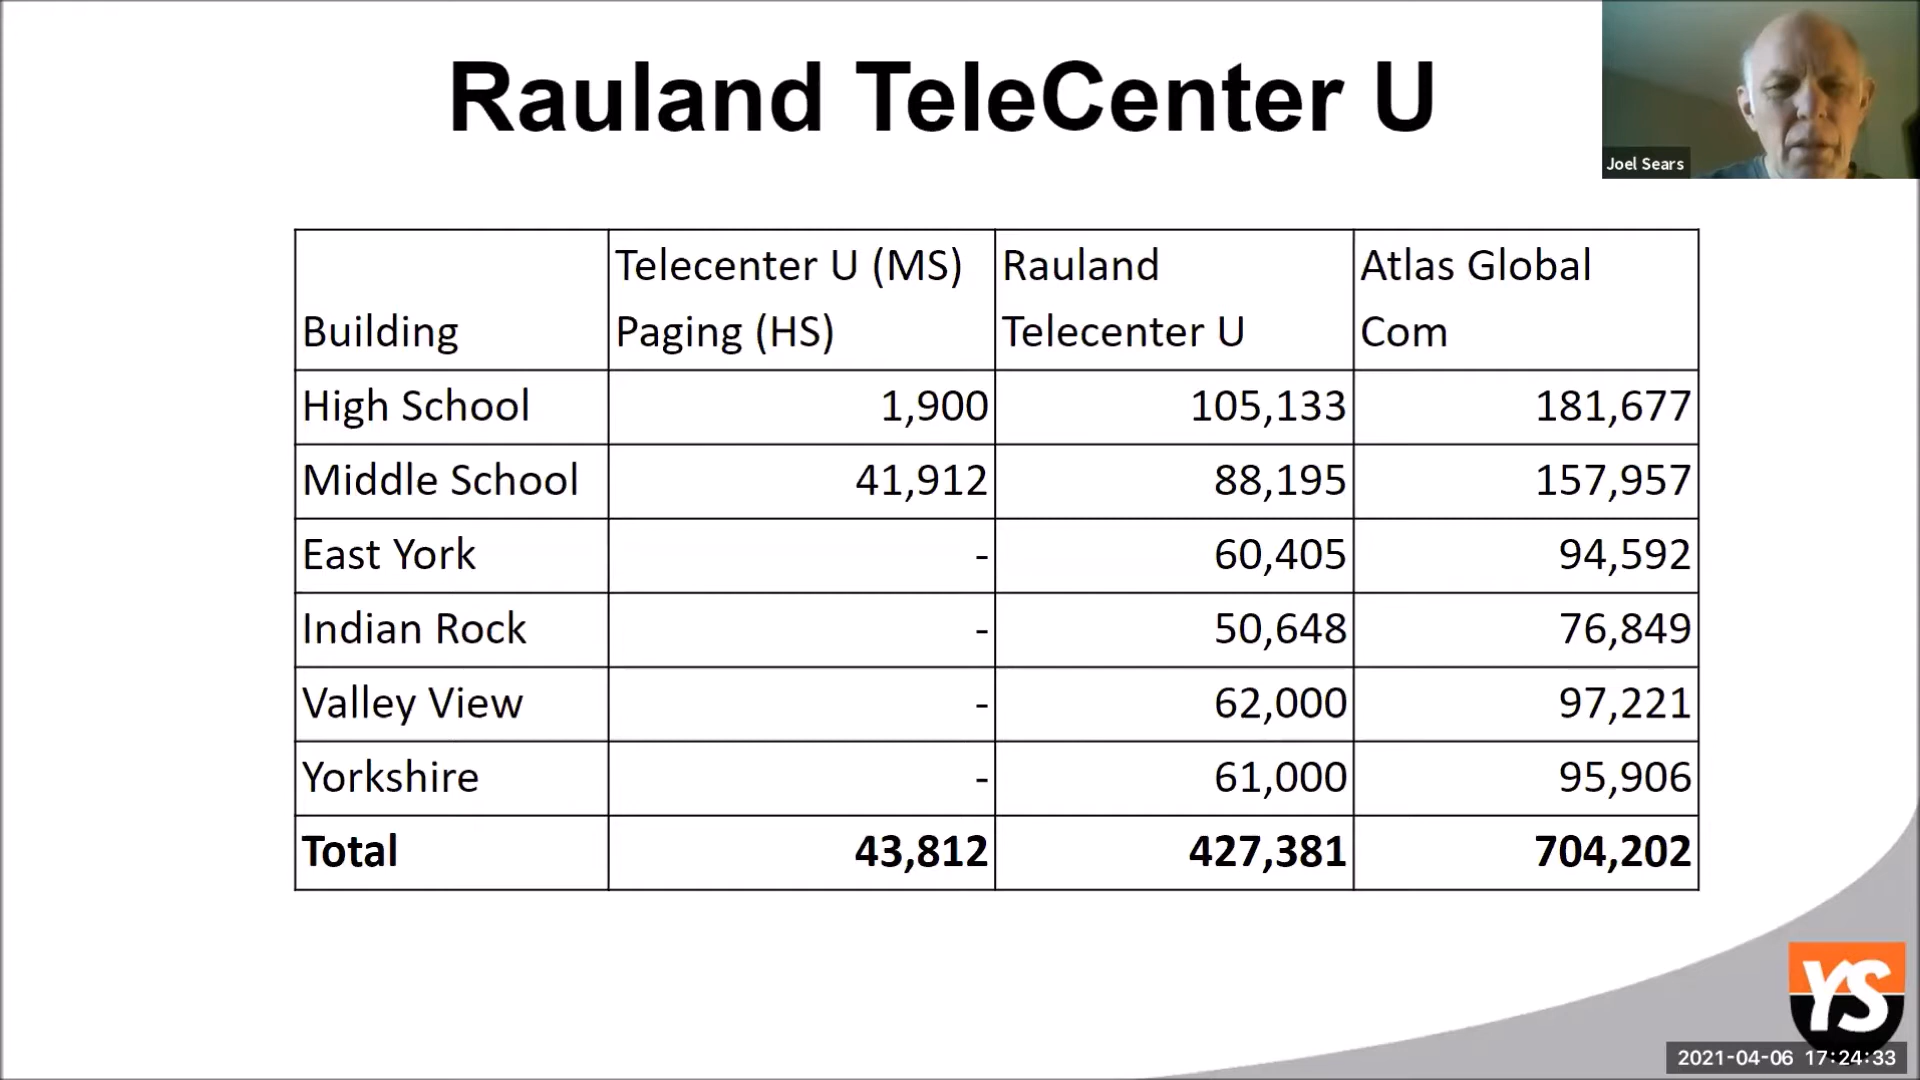 Rauland TeleCenter U
Joel Sears
Building Telecenter U (MS) Paging (HS) Rauland Telecenter U Atlas Global Com
High School 1,900 105,133 181,677
Middle School 41,912 88,195 157,957
East York - 60,405 94,592
Indian Rock - 50,648 76,849
Valley View - 62,000 97,221
Yorkshire - 61,000 95,906
Total 43,812 427,381 704,202
YS
2021-04-06 17:24:33